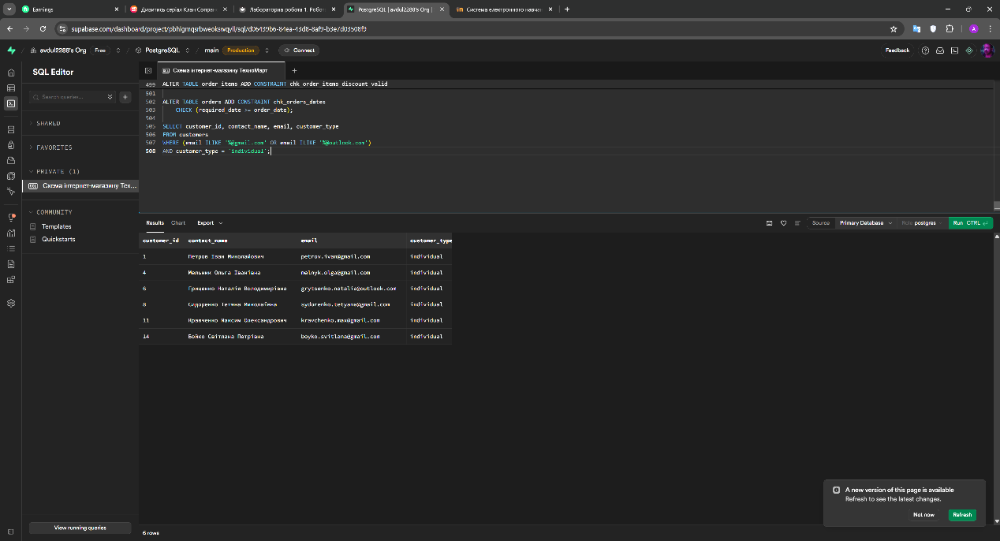 Earnings
Дивитись серіал Клан Сопран
Лабораторна робота 1. Робот
PostgreSQL | avdul2288's Org |
Система електронного навчан
supabase.com/dashboard/project/pbhlgmqsrbweokswqyll/sql/d06439b6-84ea-43d8-8af9-b3e7d03508f9
A
avdul2288's Org Free PostgreSQL main Production Connect
Feedback
SQL Editor
Search queries...
SHARED
FAVORITES
PRIVATE (1)
Схема інтернет-магазину Тех...
COMMUNITY
Templates
Quickstarts
View running queries
Схема інтернет-магазину ТехноМарт
499 ALTER TABLE order_items ADD CONSTRAINT chk_order_items_discount_valid
501
502 ALTER TABLE orders ADD CONSTRAINT chk_orders_dates
503 CHECK (required_date >= order_date);
504
505 SELECT customer_id, contact_name, email, customer_type
506 FROM customers
507 WHERE (email ILIKE '%@gmail.com' OR email ILIKE '%@outlook.com')
508 AND customer_type = 'individual';
Results Chart Export
Source Primary Database Role postgres Run CTRL
customer_id contact_name email customer_type
1 Петров Іван Миколайович petrov.ivan@gmail.com individual
4 Мельник Ольга Іванівна melnyk.olga@gmail.com individual
6 Гриценко Наталія Володимирівна grytsenko.natalia@outlook.com individual
8 Сидоренко Тетяна Миколаївна sydorenko.tetyana@gmail.com individual
11 Кравченко Максим Олександрович kravchenko.max@gmail.com individual
14 Бойко Світлана Петрівна boyko.svitlana@gmail.com individual
6 rows
A new version of this page is available
Refresh to see the latest changes.
Not now Refresh